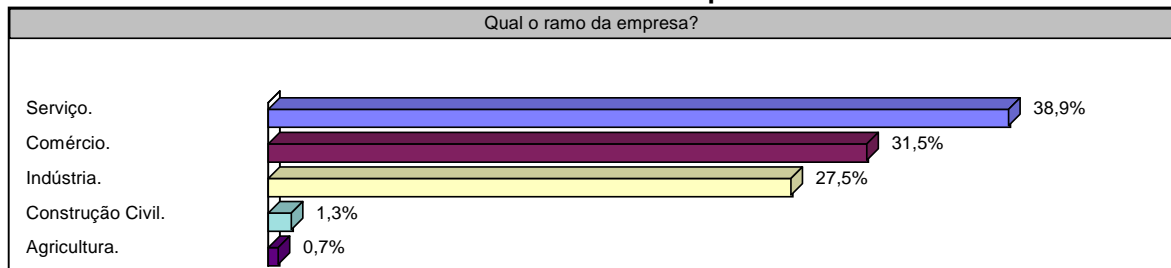 Qual o ramo da empresa?
Serviço. 38,9%
Comércio. 31,5%
Indústria. 27,5%
Construção Civil. 1,3%
Agricultura. 0,7%